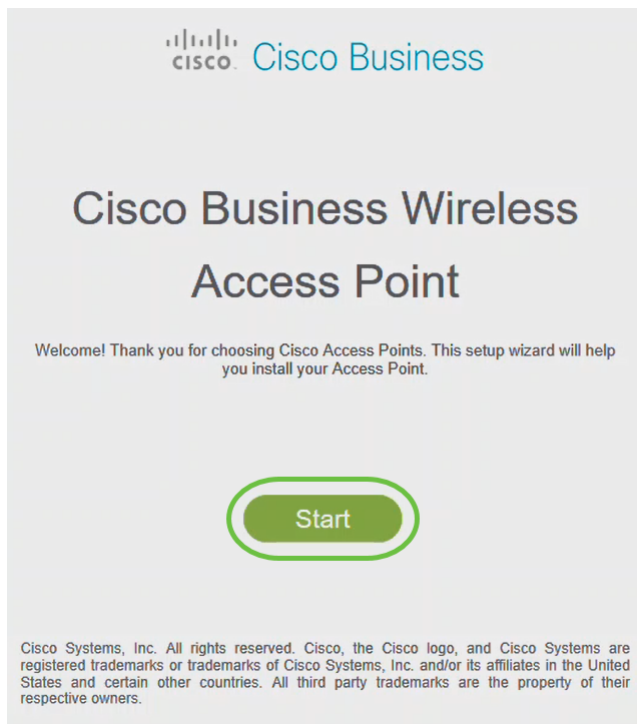 CISCO. Cisco Business
Cisco Business Wireless
Access Point
Welcome! Thank you for choosing Cisco Access Points. This setup wizard will help
you install your Access Point.
Start
Cisco Systems, Inc. All rights reserved. Cisco, the Cisco logo, and Cisco Systems are
registered trademarks or trademarks of Cisco Systems, Inc. and/or its affiliates in the United
States and certain other countries. All third party trademarks are the property of their
respective owners.